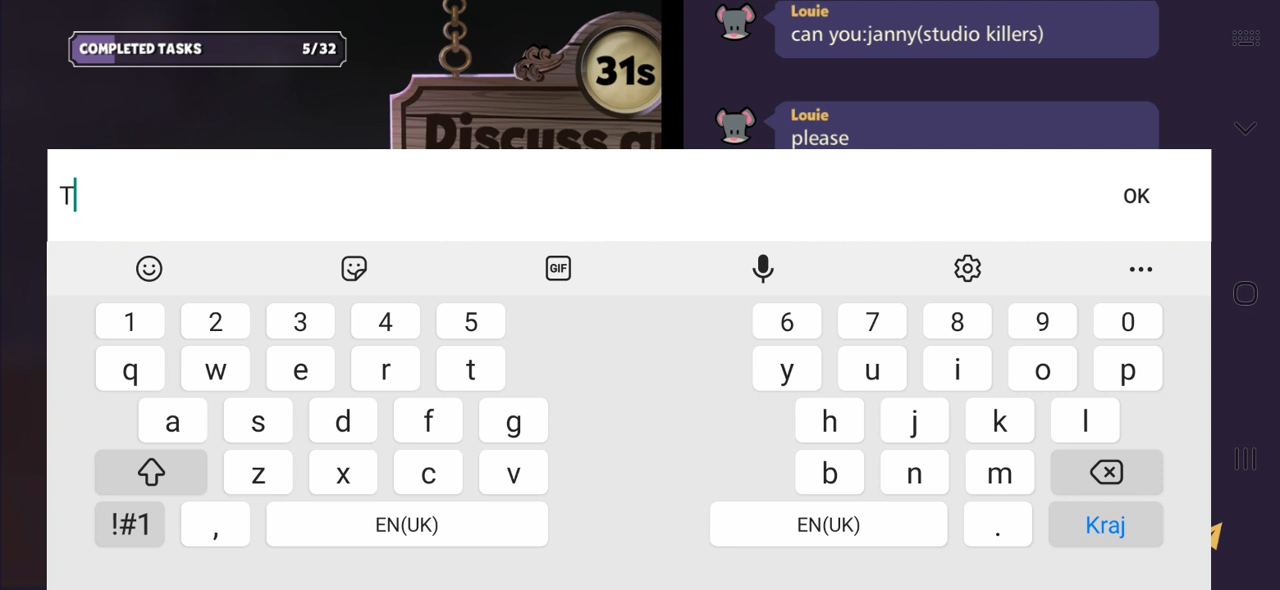 COMPLETED TASKS 5/32
31s
Discuss a
Louie
can you:janny(studio killers)
Louie
please
T
OK
GIF
1 2 3 4 5 6 7 8 9 0
q w e r t y u i o p
a s d f g h j k l
z x c v b n m
!#1 , EN(UK) EN(UK) . Kraj